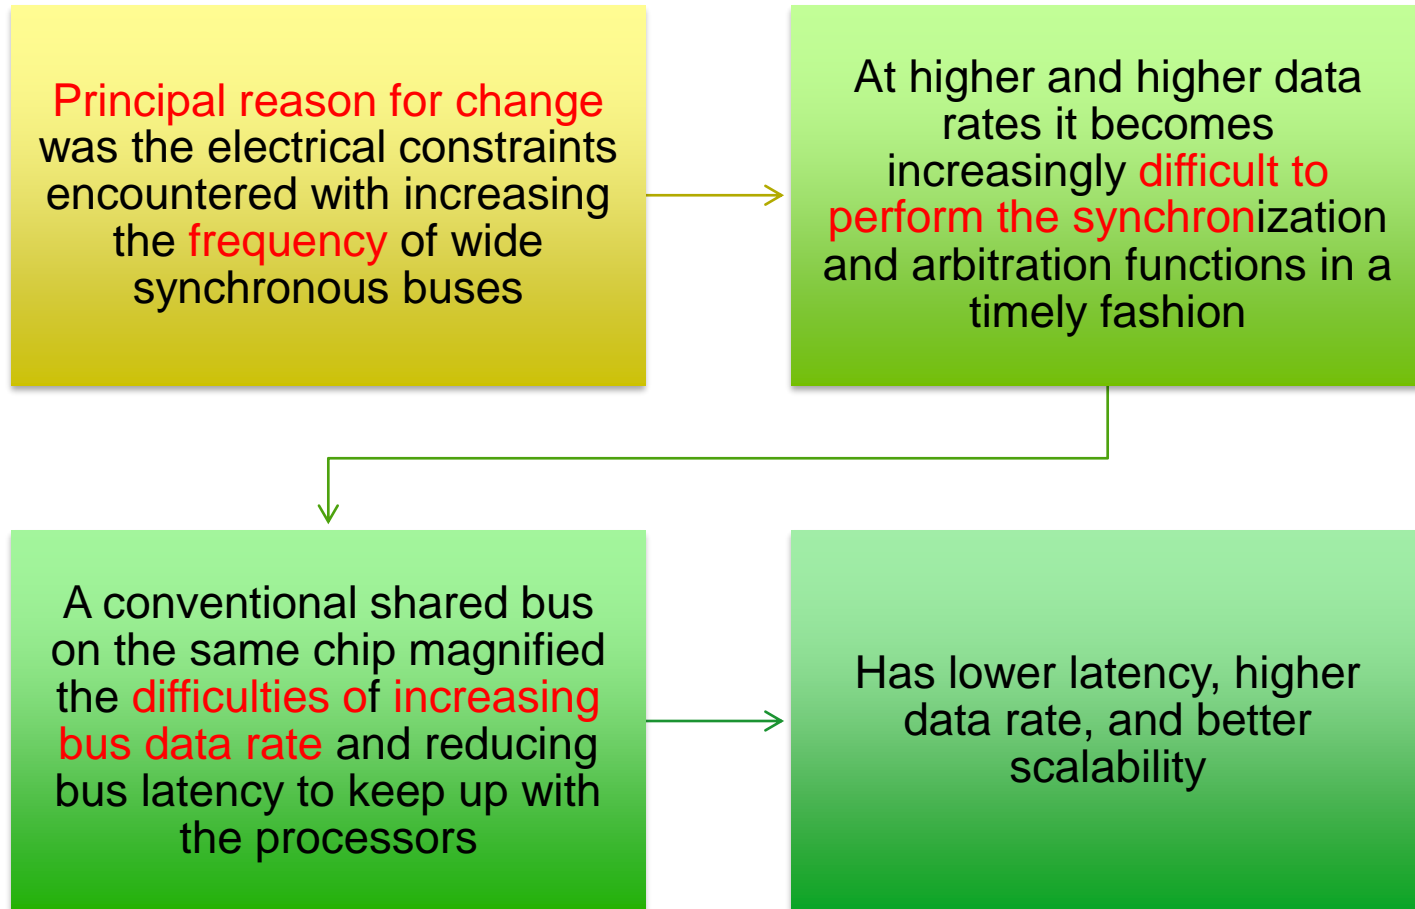 Principal reason for change
was the electrical constraints
encountered with increasing
the frequency of wide
synchronous buses
At higher and higher data
rates it becomes
increasingly difficult to
perform the synchronization
and arbitration functions in a
timely fashion
A conventional shared bus
on the same chip magnified
the difficulties of increasing
bus data rate and reducing
bus latency to keep up with
the processors
Has lower latency, higher
data rate, and better
scalability